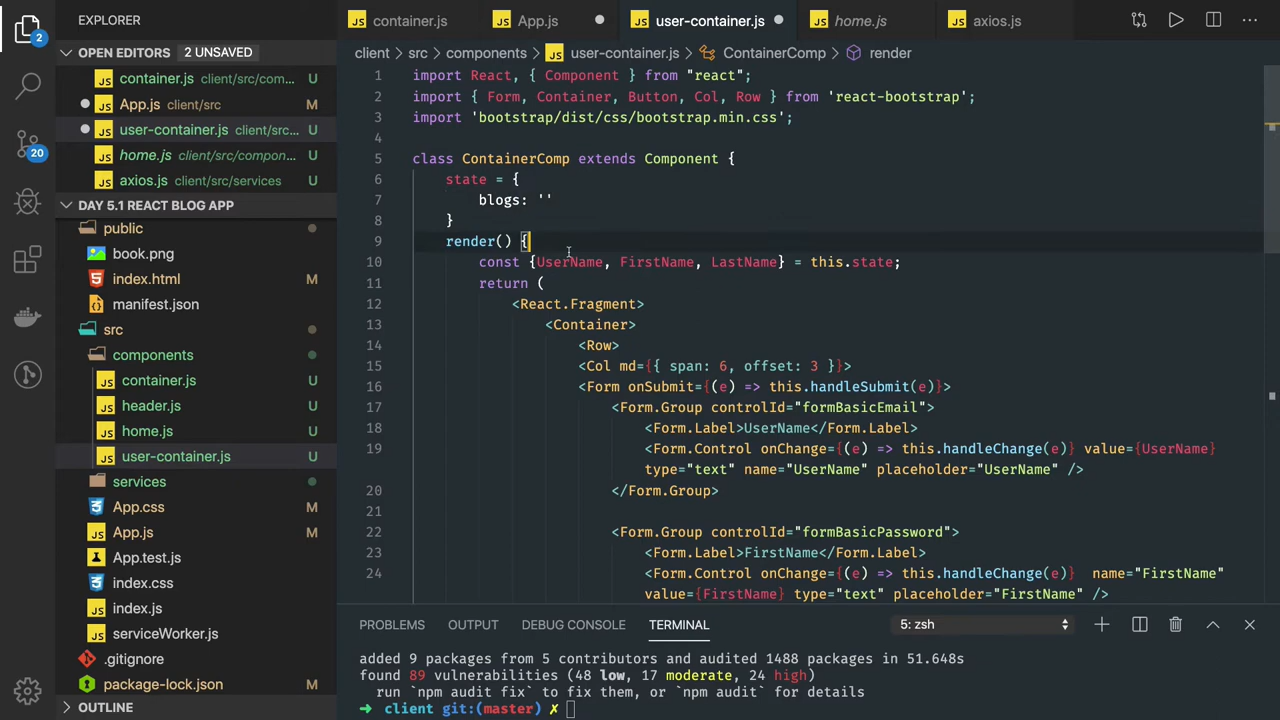 EXPLORER
2
20
OPEN EDITORS 2 UNSAVED
container.js client/src/com... U
App.js client/src M
user-container.js client/src... U
home.js client/src/compon... U
axios.js client/src/services U
DAY 5.1 REACT BLOG APP
public
book.png
index.html M
manifest.json
src
components
container.js U
header.js U
home.js U
user-container.js U
services
App.css M
App.js M
App.test.js
index.css
index.js
serviceWorker.js
.gitignore
package-lock.json M
OUTLINE
JS container.js
JS App.js
JS user-container.js
JS home.js
JS axios.js
client › src › components › JS user-container.js › ContainerComp › render
1 import React, { Component } from "react";
2 import { Form, Container, Button, Col, Row } from 'react-bootstrap';
3 import 'bootstrap/dist/css/bootstrap.min.css';
4
5 class ContainerComp extends Component {
6 state = {
7 blogs: ''
8 }
9 render() {
10 const {UserName, FirstName, LastName} = this.state;
11 return (
12 <React.Fragment>
13 <Container>
14 <Row>
15 <Col md={{ span: 6, offset: 3 }}>
16 <Form onSubmit={(e) => this.handleSubmit(e)}>
17 <Form.Group controlId="formBasicEmail">
18 <Form.Label>UserName</Form.Label>
19 <Form.Control onChange={(e) => this.handleChange(e)} value={UserName}
type="text" name="UserName" placeholder="UserName" />
20 </Form.Group>
21
22 <Form.Group controlId="formBasicPassword">
23 <Form.Label>FirstName</Form.Label>
24 <Form.Control onChange={(e) => this.handleChange(e)} name="FirstName"
value={FirstName} type="text" placeholder="FirstName" />
PROBLEMS OUTPUT DEBUG CONSOLE TERMINAL 5: zsh
added 9 packages from 5 contributors and audited 1488 packages in 51.648s
found 89 vulnerabilities (48 low, 17 moderate, 24 high)
run `npm audit fix` to fix them, or `npm audit` for details
➜ client git:(master) ✗